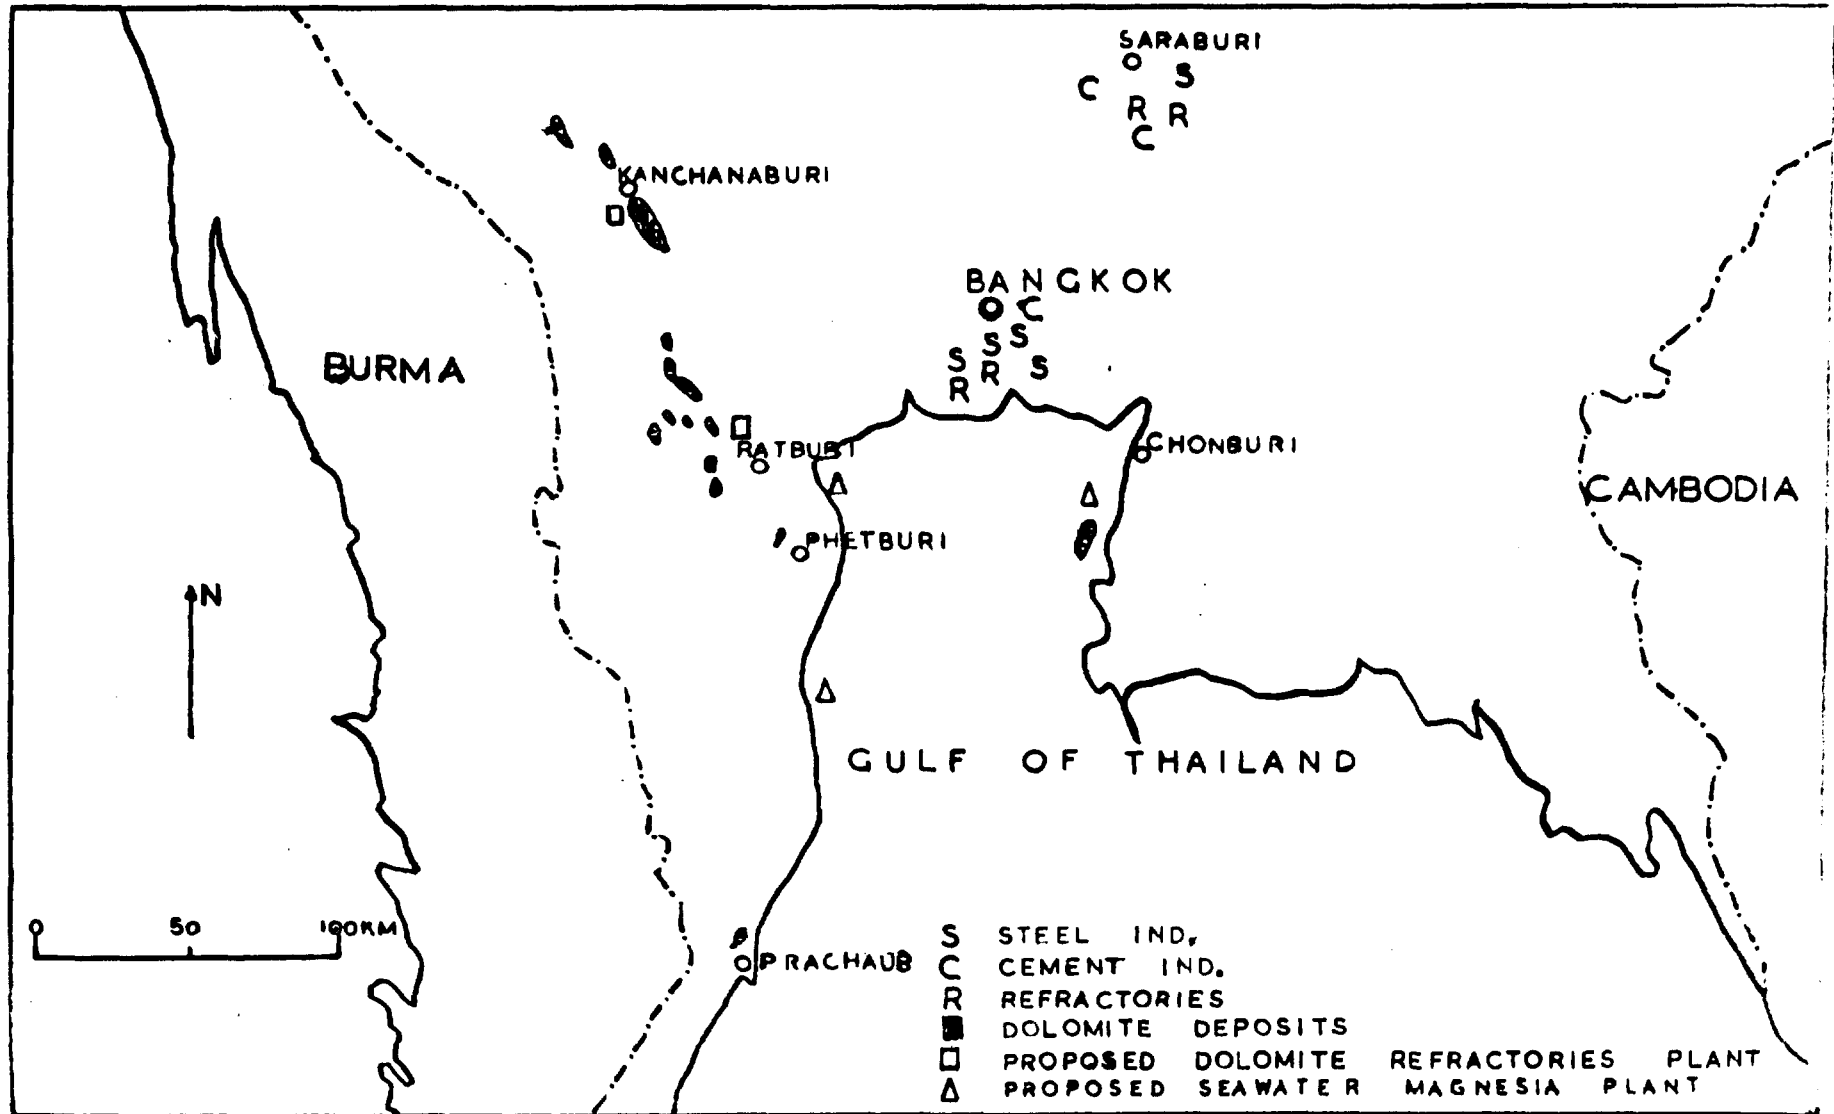 SARABURI
S
C
R R
C
KANCHANABURI
BANGKOK
C
S
S S
S
R
R
BURMA
RATBURI
CHONBURI
CAMBODIA
PHETBURI
N
GULF OF THAILAND
0 50 100KM
PRACHAUB
S STEEL IND.
C CEMENT IND.
R REFRACTORIES
DOLOMITE DEPOSITS
PROPOSED DOLOMITE REFRACTORIES PLANT
PROPOSED SEAWATER MAGNESIA PLANT